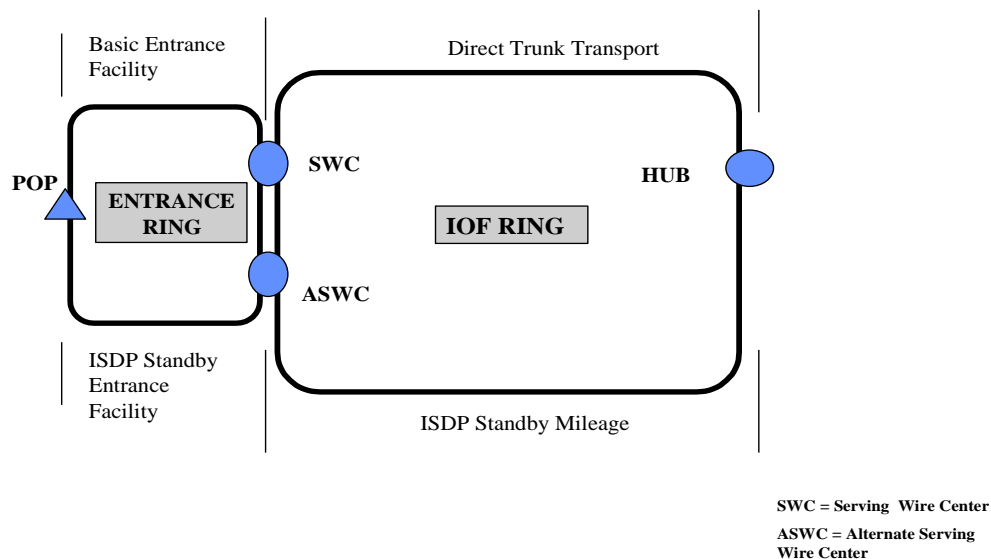 Basic Entrance
Facility
Direct Trunk Transport
POP
SWC
HUB
ENTRANCE
RING
IOF RING
ASWC
ISDP Standby
Entrance
Facility
ISDP Standby Mileage
SWC = Serving Wire Center
ASWC = Alternate Serving
Wire Center